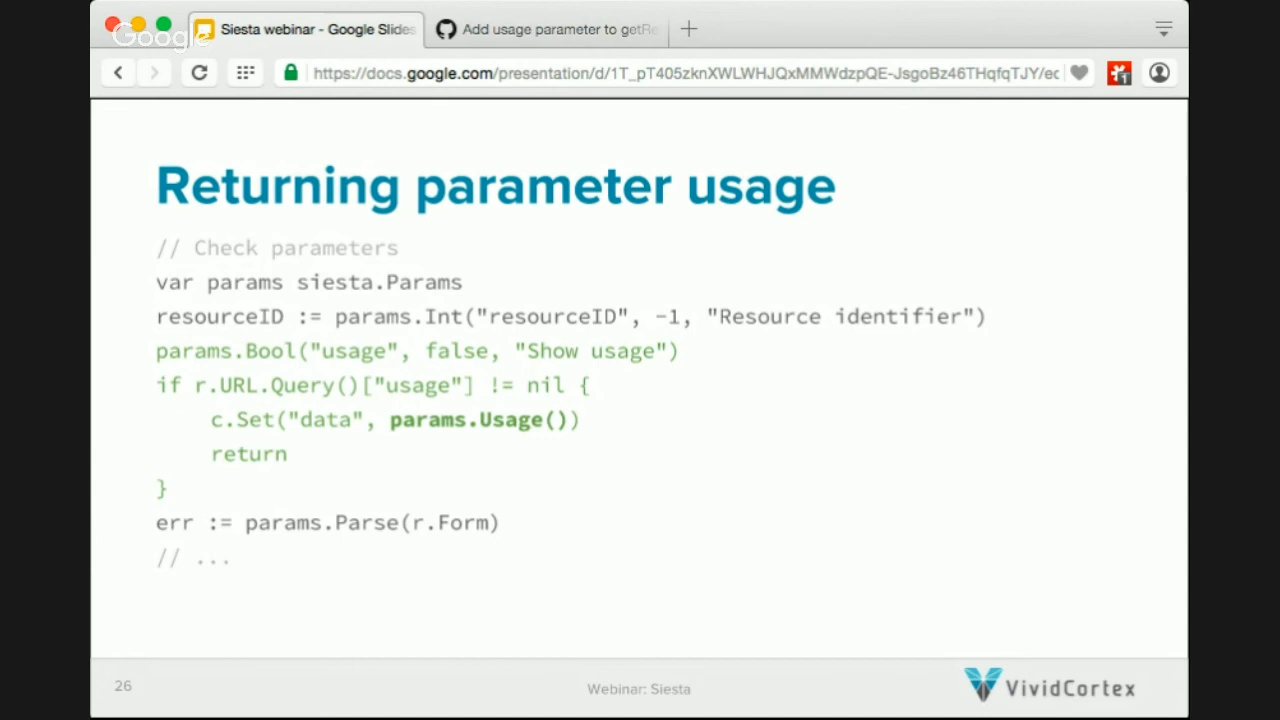 Google
Siesta webinar - Google Slides
Add usage parameter to getRe
https://docs.google.com/presentation/d/1T_pT405zknXWLWHJQxMMWdzpQE-JsgoBz46THqfqTJY/ec
1
Returning parameter usage
// Check parameters
var params siesta.Params
resourceID := params.Int("resourceID", -1, "Resource identifier")
params.Bool("usage", false, "Show usage")
if r.URL.Query()["usage"] != nil {
c.Set("data", params.Usage())
return
}
err := params.Parse(r.Form)
// ...
26
Webinar: Siesta
VividCortex